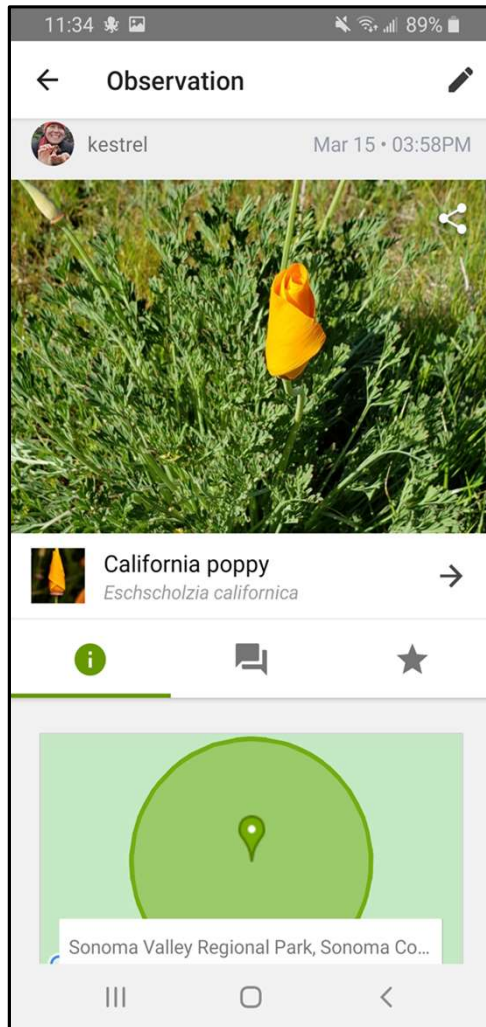 11:34 89%
Observation
kestrel Mar 15 • 03:58PM
California poppy
Eschscholzia californica
Sonoma Valley Regional Park, Sonoma Co...